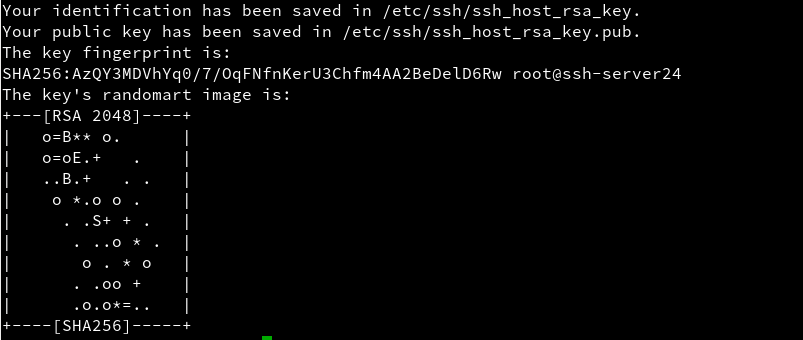 Your identification has been saved in /etc/ssh/ssh_host_rsa_key.
Your public key has been saved in /etc/ssh/ssh_host_rsa_key.pub.
The key fingerprint is:
SHA256:AzQY3MDVhYq0/7/OqFNfnKerU3Chfm4AA2BeDelD6Rw root@ssh-server24
The key's randomart image is:
+---[RSA 2048]----+
|   o=B** o.      |
|   o=oE.+   .    |
|   ..B.+   . .   |
|    o *.o o .    |
|     . .S+ + .   |
|      . ..o * .  |
|       o . * o   |
|      . .oo +    |
|      .o.o*=..   |
+----[SHA256]-----+